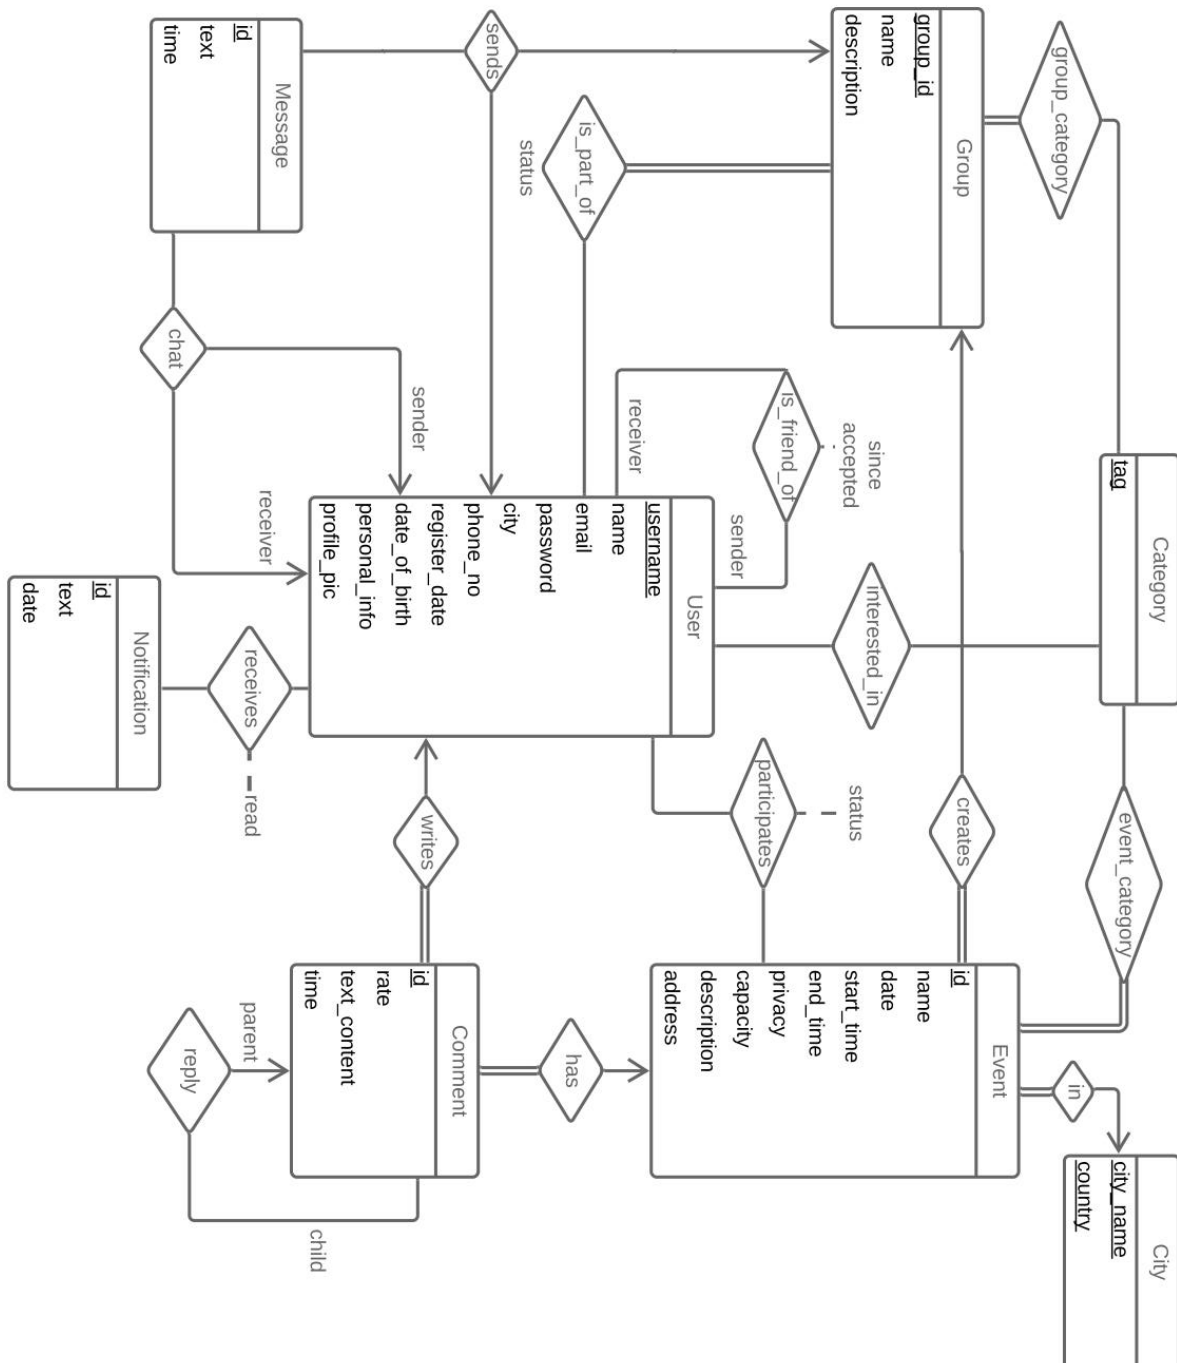 Message
id
text
time
sends
Group
group_id
name
description
group_category
is_part_of
status
chat
sender
receiver
is_friend_of
since
accepted
receiver
sender
Category
tag
User
username
name
email
password
city
phone_no
register_date
date_of_birth
personal_info
profile_pic
interested_in
Notification
id
text
date
receives
read
writes
participates
status
creates
event_category
Comment
id
rate
text_content
time
reply
parent
child
has
Event
id
name
date
start_time
end_time
privacy
capacity
description
address
in
City
city_name
country